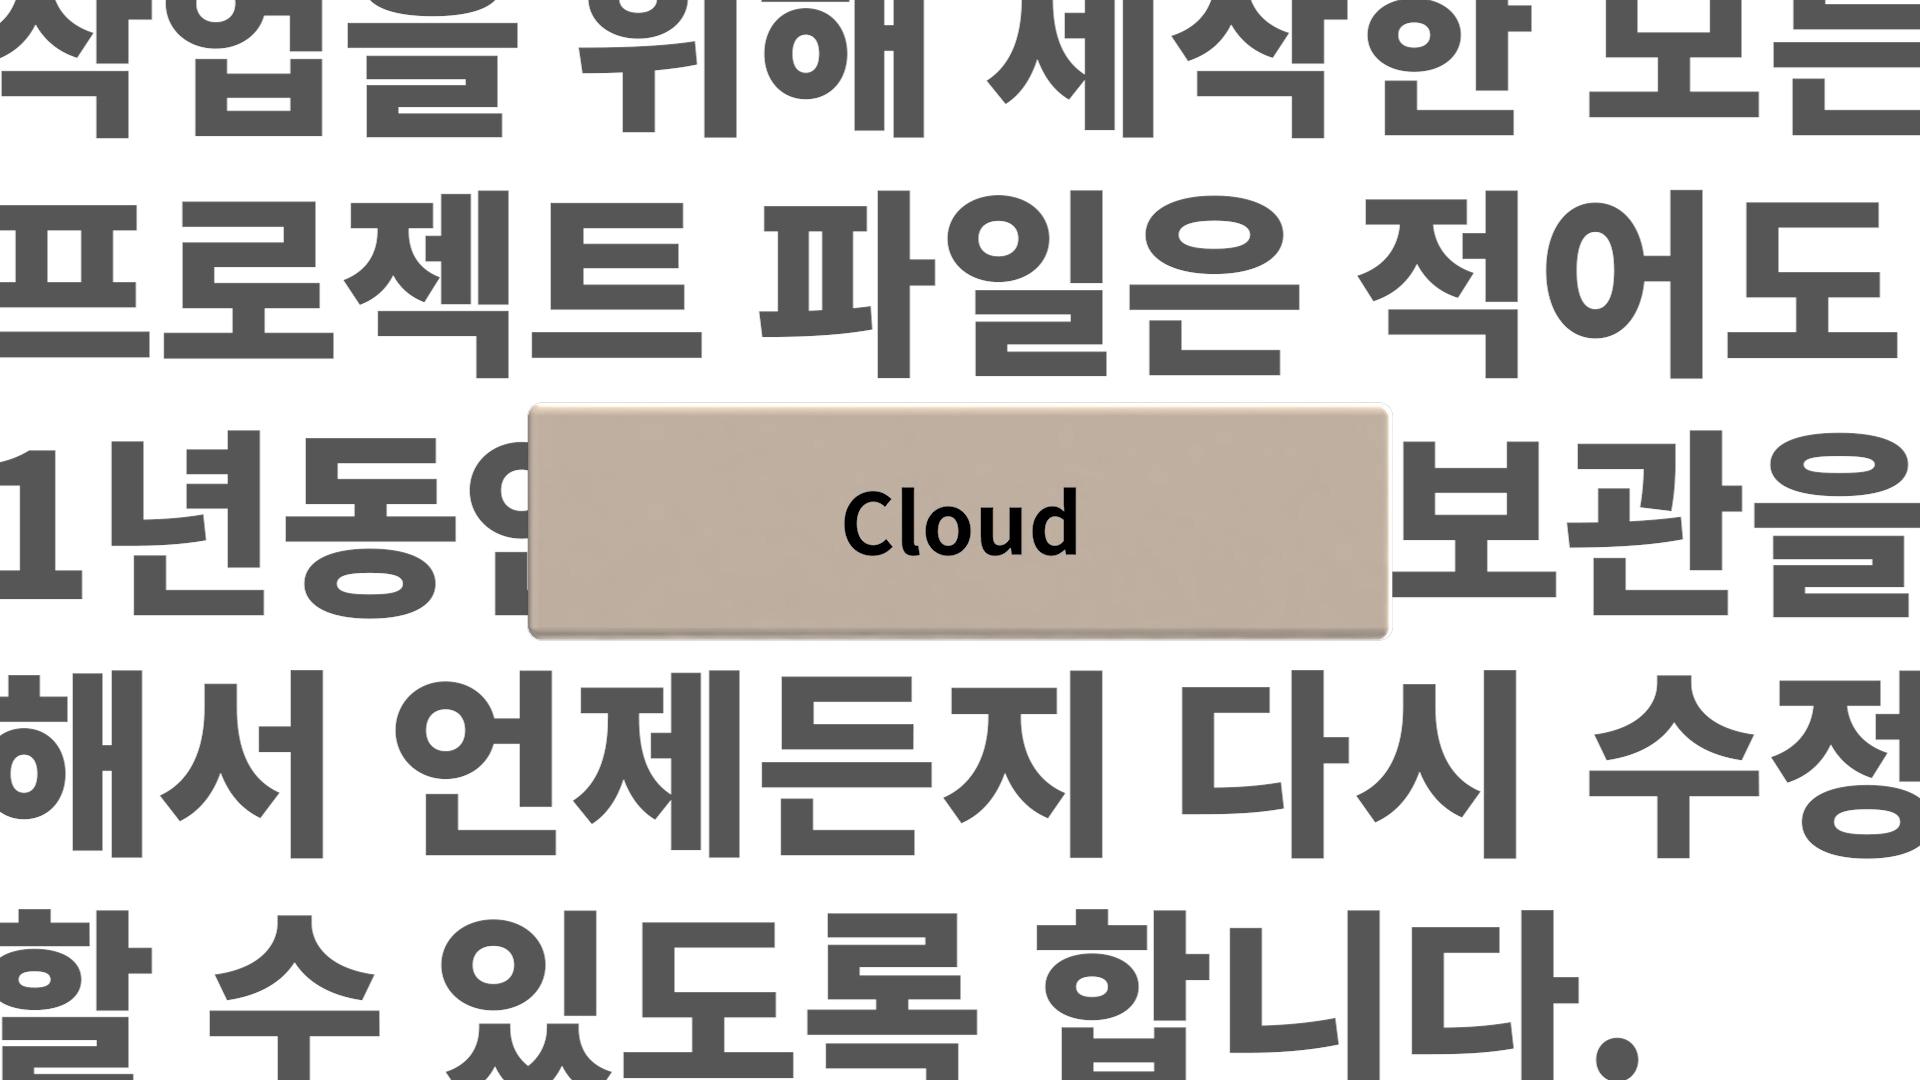 작업을 위해 제작한 모든
프로젝트 파일은 적어도
1년동안 Cloud 보관을
해서 언제든지 다시 수정
할 수 있도록 합니다.